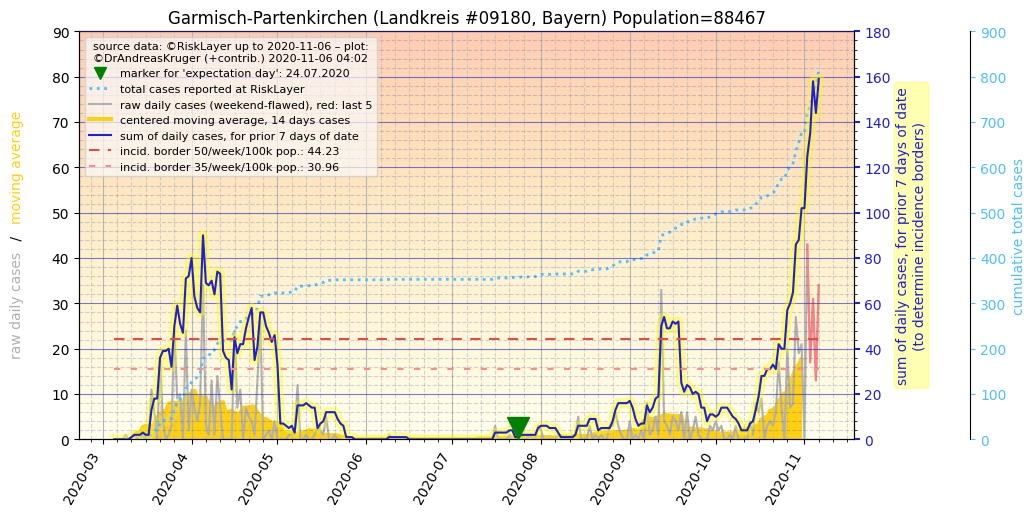 Garmisch-Partenkirchen (Landkreis #09180, Bayern) Population=88467
source data: ©RiskLayer up to 2020-11-06 – plot:
©DrAndreasKruger (+contrib.) 2020-11-06 04:02
marker for 'expectation day': 24.07.2020
total cases reported at RiskLayer
raw daily cases (weekend-flawed), red: last 5
centered moving average, 14 days cases
sum of daily cases, for prior 7 days of date
incid. border 50/week/100k pop.: 44.23
incid. border 35/week/100k pop.: 30.96
raw daily cases / moving average
90
80
70
60
50
40
30
20
10
0
180
160
140
120
100
80
60
40
20
0
sum of daily cases, for prior 7 days of date
(to determine incidence borders)
900
800
700
600
500
400
300
200
100
0
cumulative total cases
2020-03
2020-04
2020-05
2020-06
2020-07
2020-08
2020-09
2020-10
2020-11